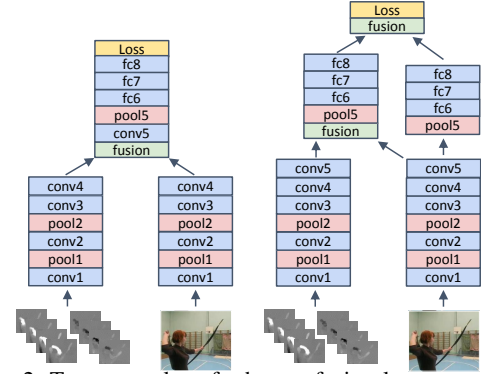 Loss
fc8
fc7
fc6
pool5
conv5
fusion
conv4
conv3
pool2
conv2
pool1
conv1
conv4
conv3
pool2
conv2
pool1
conv1
Loss
fusion
fc8
fc7
fc6
pool5
fusion
fc8
fc7
fc6
pool5
conv5
conv4
conv3
pool2
conv2
pool1
conv1
conv5
conv4
conv3
pool2
conv2
pool1
conv1